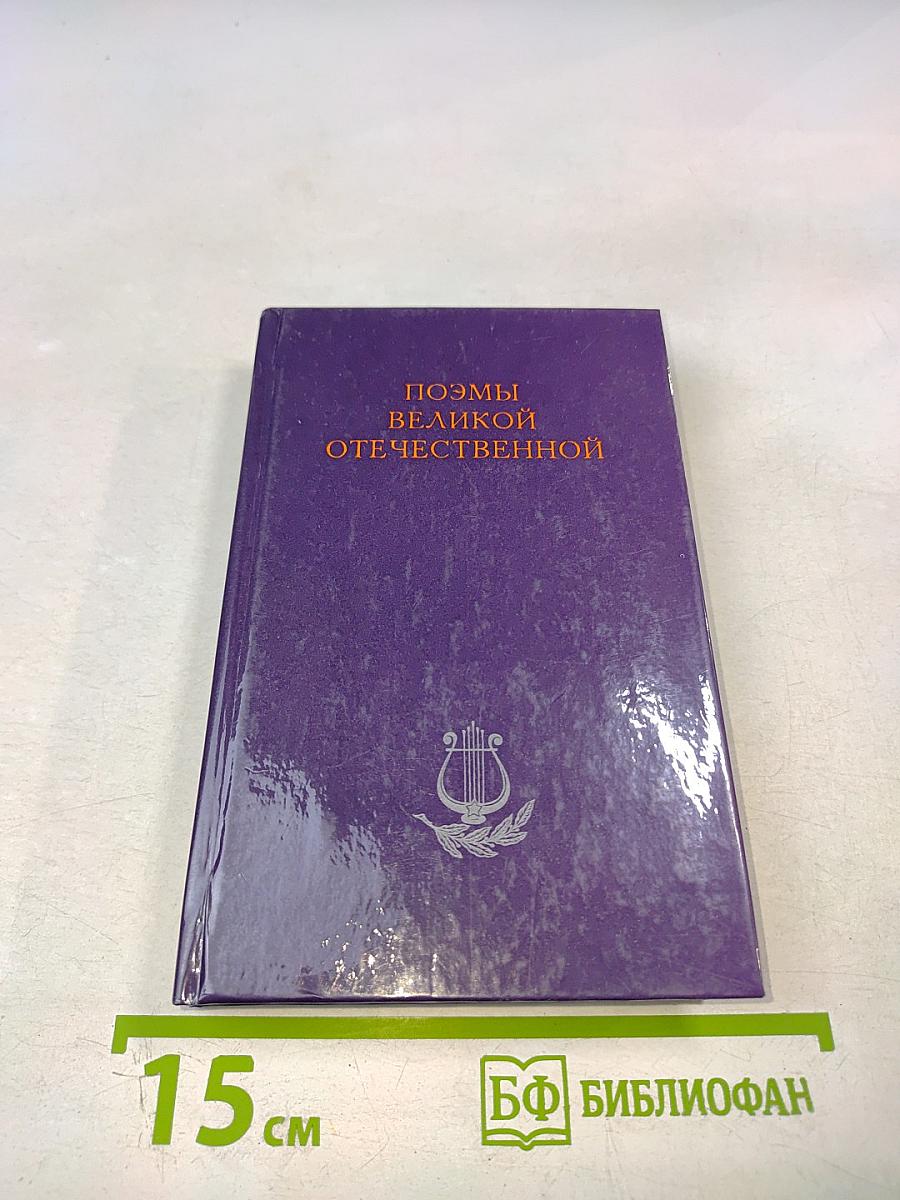 ПОЭМЫ
ВЕЛИКОЙ
ОТЕЧЕСТВЕННОЙ
15 см
БФ БИБЛИОФАН